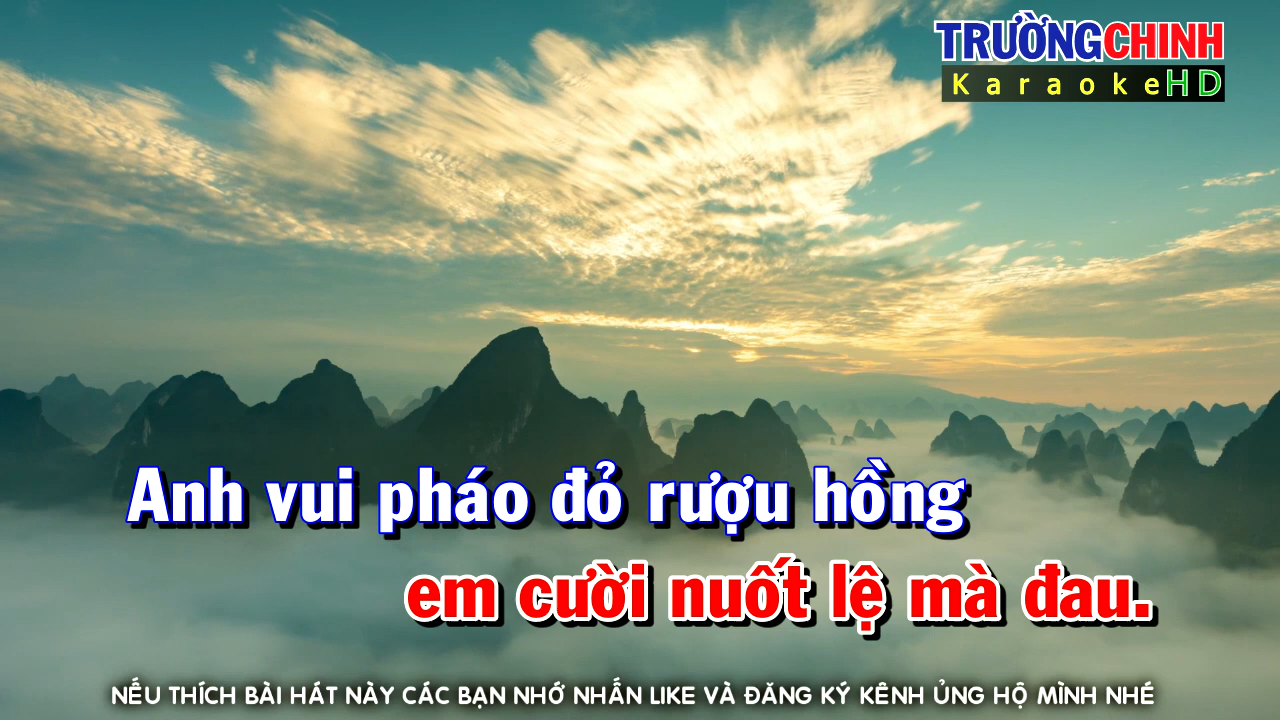 TRƯỜNGCHINH
KaraokeHD
Anh vui pháo đỏ rượu hồng
em cười nuốt lệ mà đau.
NẾU THÍCH BÀI HÁT NÀY CÁC BẠN NHỚ NHẤN LIKE VÀ ĐĂNG KÝ KÊNH ỦNG HỘ MÌNH NHÉ